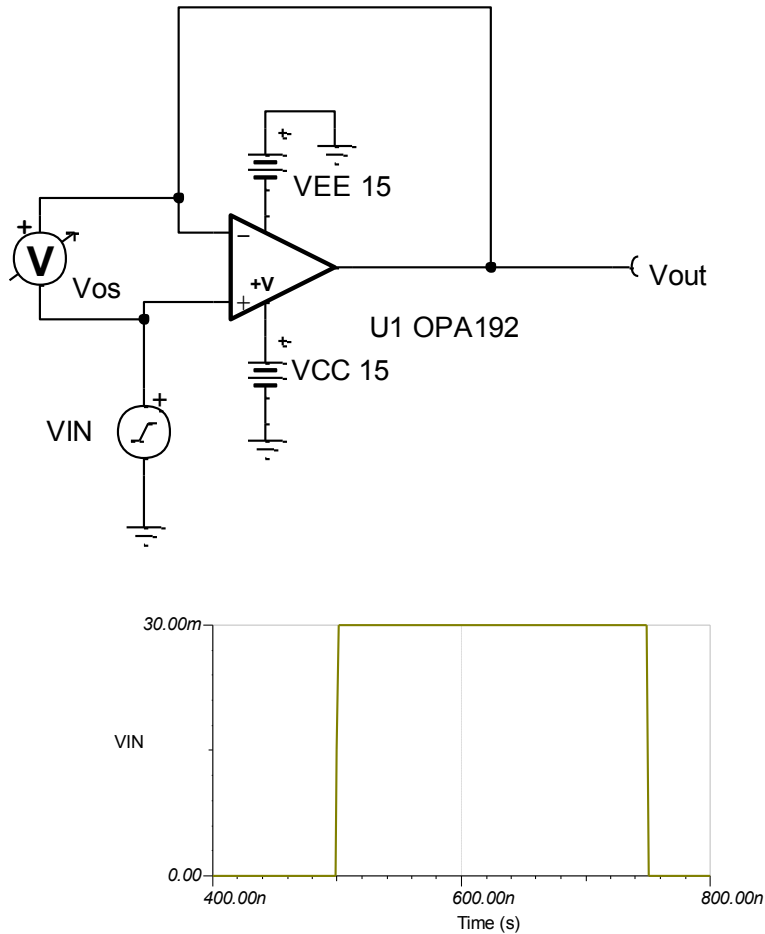 VEE 15
+
V
Vos
−
+V
+
U1 OPA192
Vout
+
VCC 15
+
VIN
+
+
30.00m
VIN
0.00
400.00n
600.00n
800.00n
Time (s)